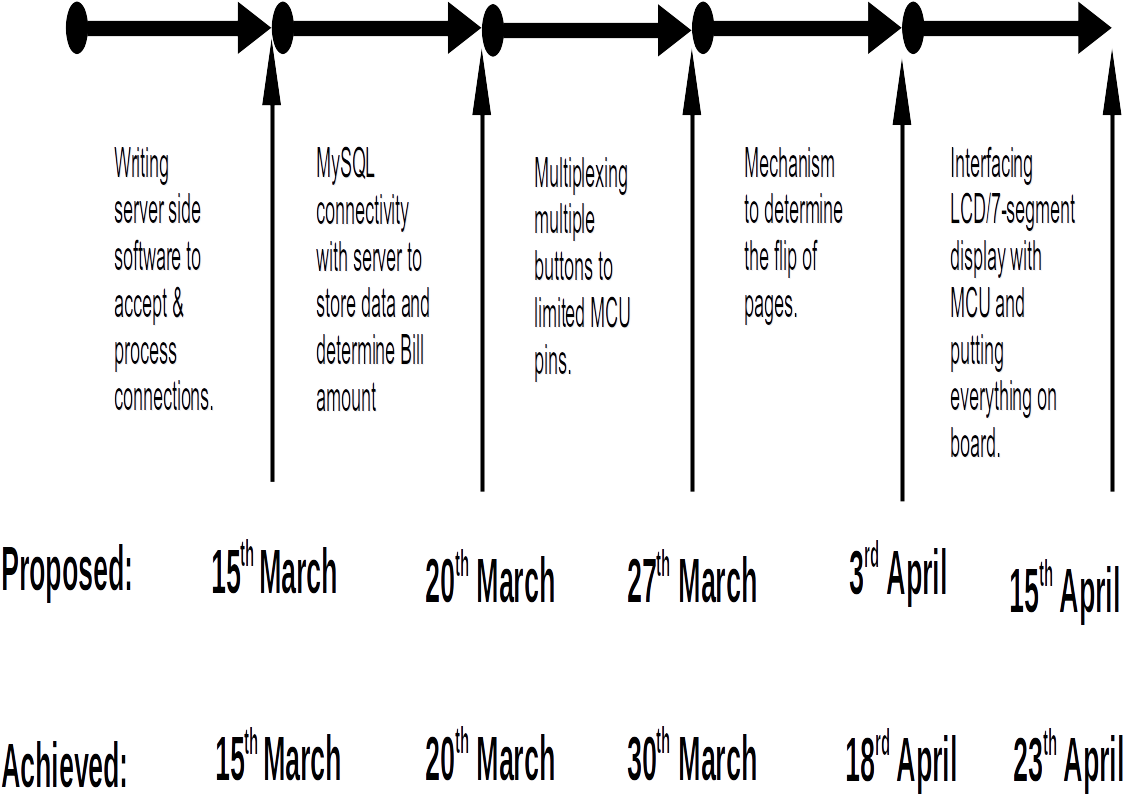 Writing
server side
software to
accept &
process
connections.
MySQL
connectivity
with server to
store data and
determine Bill
amount
Multiplexing
multiple
buttons to
limited MCU
pins.
Mechanism
to determine
the flip of
pages.
Interfacing
LCD/7-segment
display with
MCU and
putting
everything on
board.
Proposed: 15th March 20th March 27th March 3rd April 15th April
Achieved: 15th March 20th March 30th March 18rd April 23th April